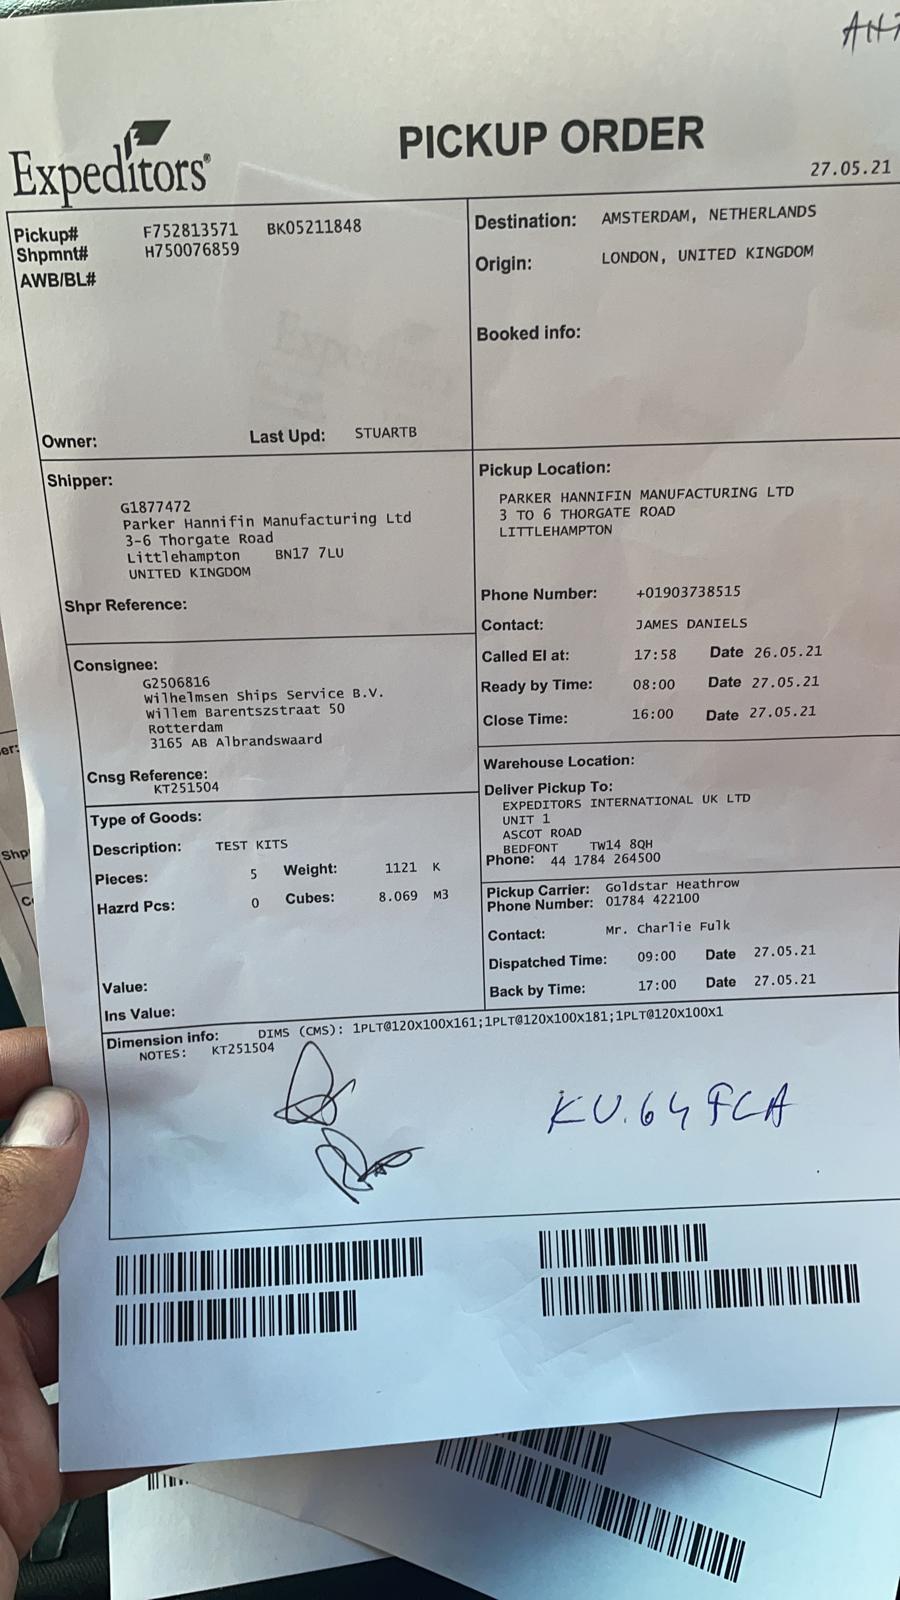 Expeditors®
PICKUP ORDER
27.05.21
Pickup# F752813571 BK05211848
Shpmnt# H750076859
AWB/BL#
Owner: Last Upd: STUARTB
Destination: AMSTERDAM, NETHERLANDS
Origin: LONDON, UNITED KINGDOM
Booked info:
Shipper:
G1877472
Parker Hannifin Manufacturing Ltd
3-6 Thorgate Road
Littlehampton BN17 7LU
UNITED KINGDOM
Shpr Reference:
Pickup Location:
PARKER HANNIFIN MANUFACTURING LTD
3 TO 6 THORGATE ROAD
LITTLEHAMPTON
Phone Number: +01903738515
Contact: JAMES DANIELS
Called EI at: 17:58 Date 26.05.21
Ready by Time: 08:00 Date 27.05.21
Close Time: 16:00 Date 27.05.21
Consignee:
G2506816
Wilhelmsen Ships Service B.V.
Willem Barentszstraat 50
Rotterdam
3165 AB Albrandswaard
Cnsg Reference:
KT251504
Warehouse Location:
Deliver Pickup To:
EXPEDITORS INTERNATIONAL UK LTD
UNIT 1
ASCOT ROAD
BEDFONT TW14 8QH
Phone: 44 1784 264500
Type of Goods:
Description: TEST KITS
Pieces: 5 Weight: 1121 K
Hazrd Pcs: 0 Cubes: 8.069 M3
Value:
Ins Value:
Pickup Carrier: Goldstar Heathrow
Phone Number: 01784 422100
Contact: Mr. Charlie Fulk
Dispatched Time: 09:00 Date 27.05.21
Back by Time: 17:00 Date 27.05.21
Dimension info: DIMS (CMS): 1PLT@120X100X161;1PLT@120X100X181;1PLT@120X100X1
NOTES: KT251504
KU.64 FCA
er:
Shp